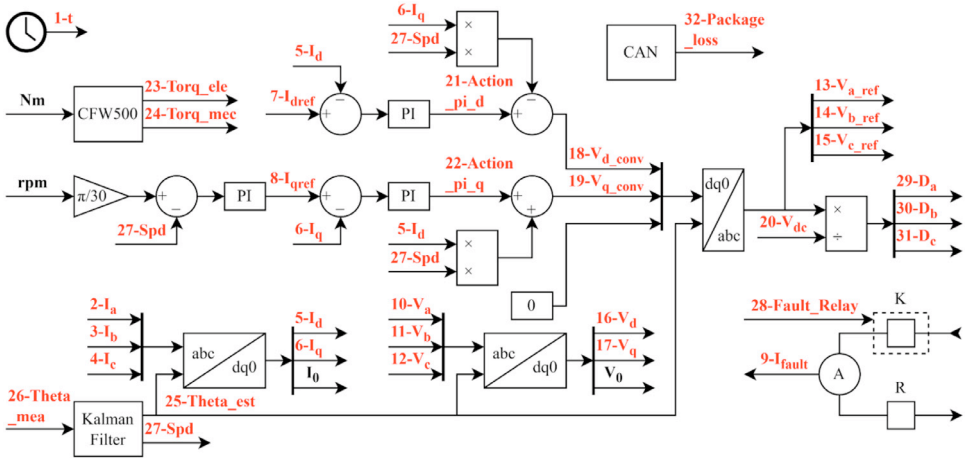 1-t
6-I_q
27-Spd
×
×
32-Package
_loss
CAN
5-I_d
−
−
23-Torq_ele
21-Action
_pi_d
13-V_a_ref
Nm
CFW500
24-Torq_mec
7-I_dref
+
PI
+
14-V_b_ref
15-V_c_ref
18-V_d_conv
rpm
π/30
+
−
PI
8-I_qref
+
−
PI
22-Action
_pi_q
+
+
19-V_q_conv
dq0
abc
29-D_a
30-D_b
31-D_c
20-V_dc
×
÷
27-Spd
6-I_q
5-I_d
27-Spd
×
×
0
28-Fault_Relay
K
2-I_a
3-I_b
4-I_c
abc
dq0
5-I_d
6-I_q
I_0
10-V_a
11-V_b
12-V_c
abc
dq0
16-V_d
17-V_q
V_0
9-I_fault
A
R
26-Theta
_mea
Kalman
Filter
25-Theta_est
27-Spd